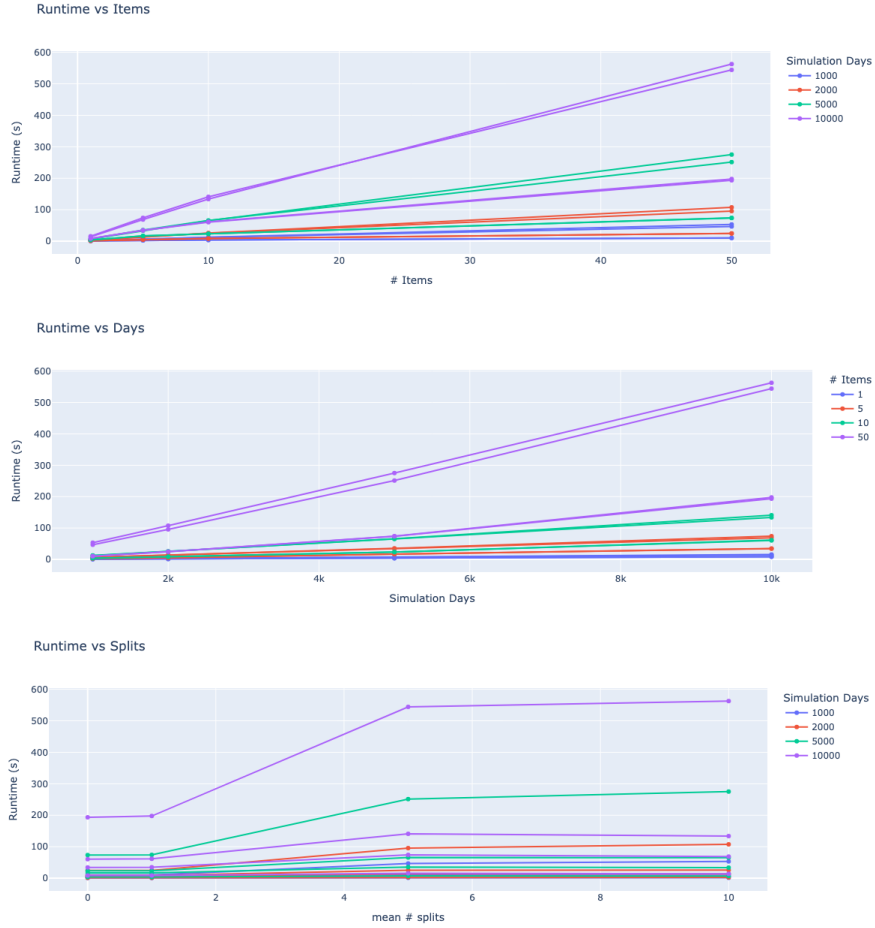 Runtime vs Items
600
500
400
300
200
100
0
0
10
20
30
40
50
Runtime (s)
# Items
Simulation Days
1000
2000
5000
10000
Runtime vs Days
600
500
400
300
200
100
0
2k
4k
6k
8k
10k
Runtime (s)
Simulation Days
# Items
1
5
10
50
Runtime vs Splits
600
500
400
300
200
100
0
0
2
4
6
8
10
Runtime (s)
mean # splits
Simulation Days
1000
2000
5000
10000